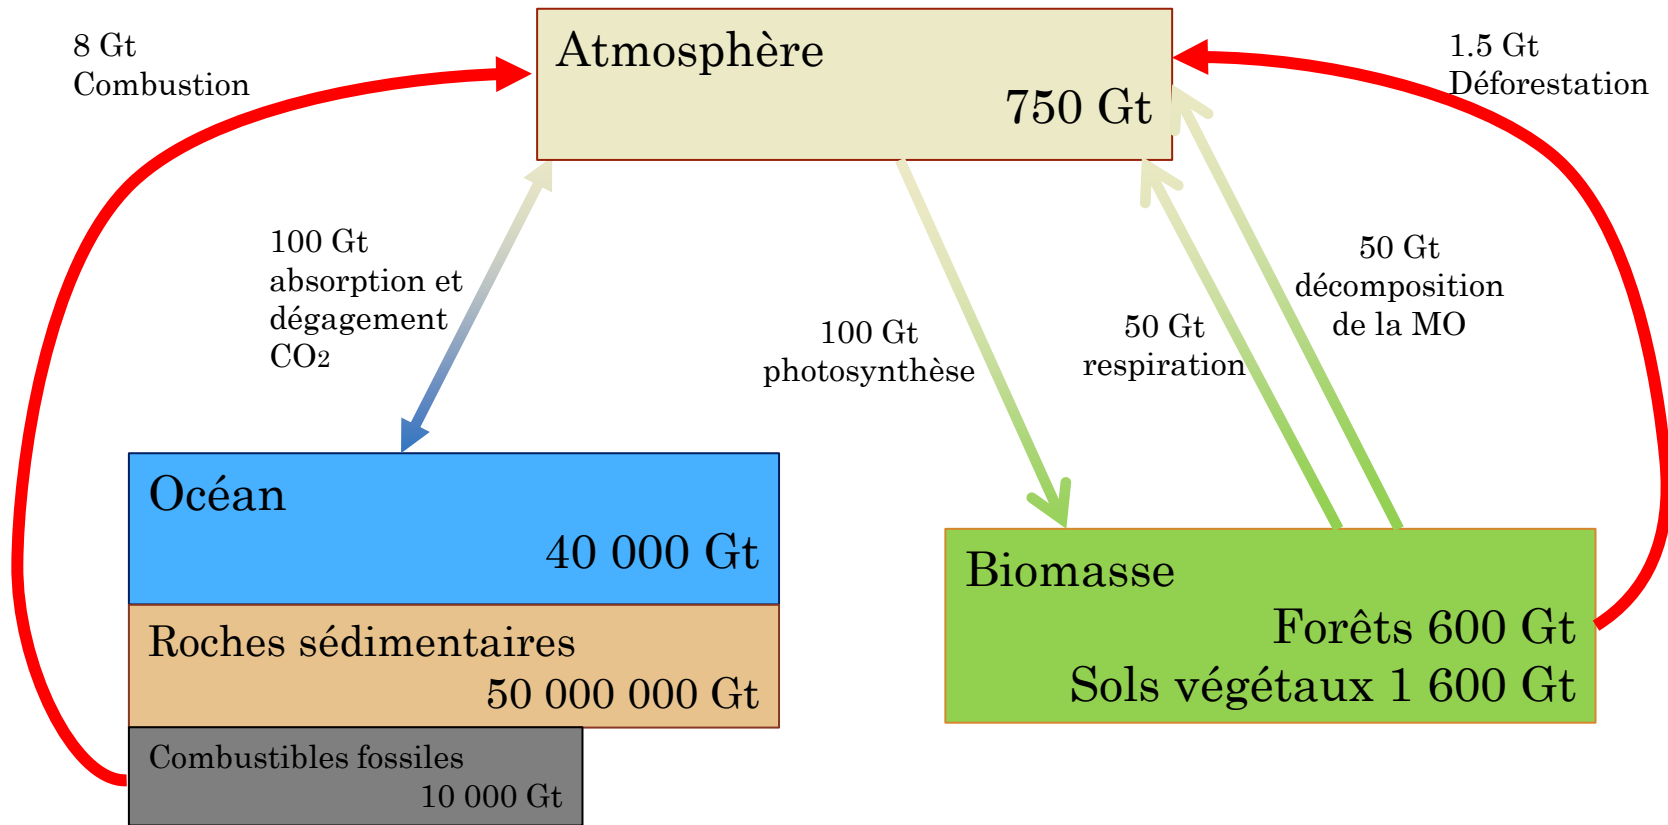 8 Gt
Combustion
Atmosphère
750 Gt
1.5 Gt
Déforestation
100 Gt
absorption et
dégagement
CO2
100 Gt
photosynthèse
50 Gt
respiration
50 Gt
décomposition
de la MO
Océan
40 000 Gt
Roches sédimentaires
50 000 000 Gt
Combustibles fossiles
10 000 Gt
Biomasse
Forêts 600 Gt
Sols végétaux 1 600 Gt